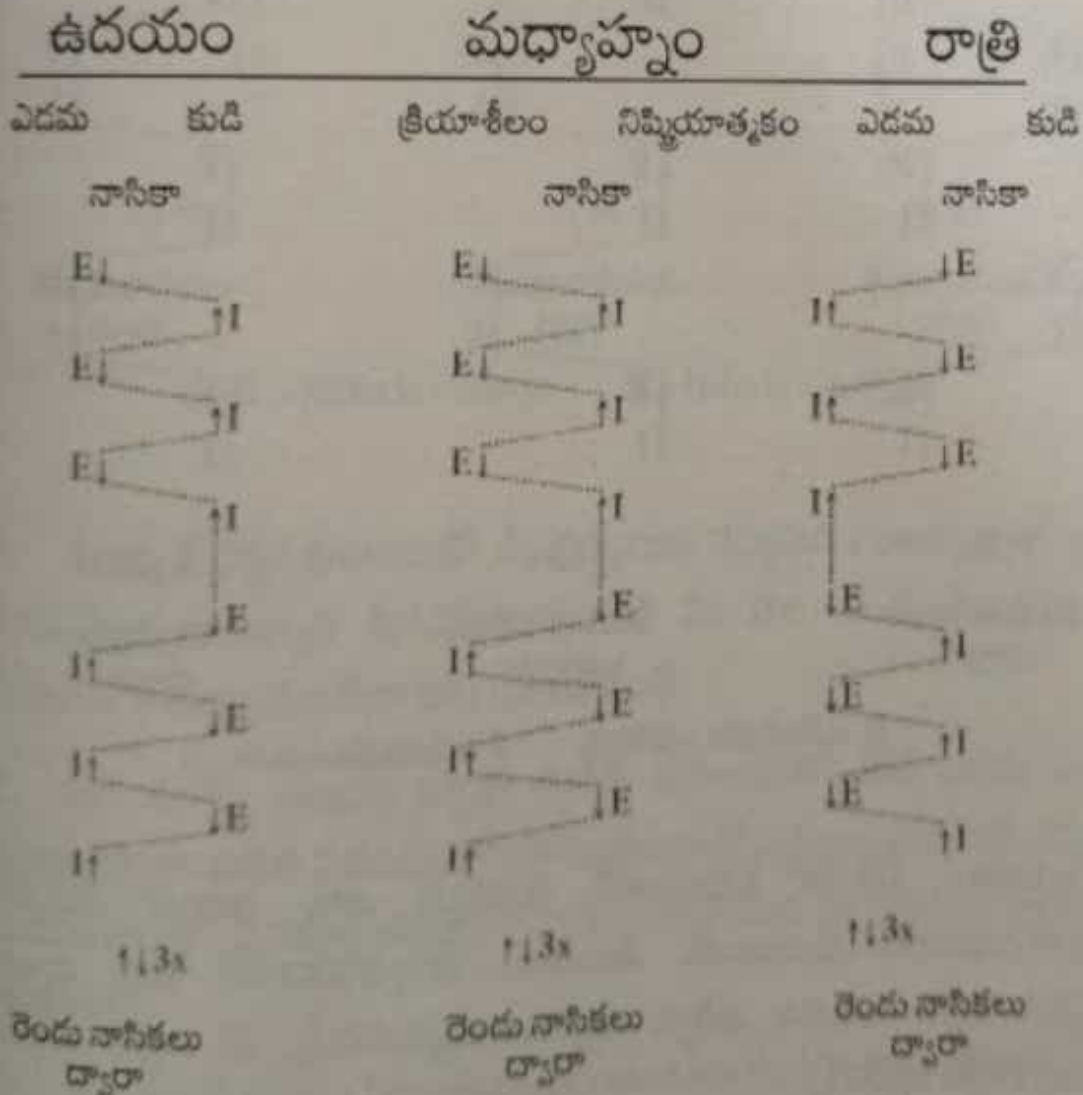 ఉదయం మధ్యాహ్నం రాత్రి
ఎడమ కుడి క్రియాశీలం నిష్క్రియాత్మకం ఎడమ కుడి
నాసికా నాసికా నాసికా
E↓ E↓ ↓E
↑I ↑I I↑
E↓ E↓ ↓E
↑I ↑I I↑
E↓ E↓ ↓E
↑I ↑I I↑
↓E ↓E ↓E
I↑ I↑ ↑I
↓E ↓E ↓E
I↑ I↑ ↑I
↓E ↓E ↓E
I↑ I↑ ↑I
↑↓3x ↑↓3x ↑↓3x
రెండు నాసికలు రెండు నాసికలు రెండు నాసికలు
ద్వారా ద్వారా ద్వారా